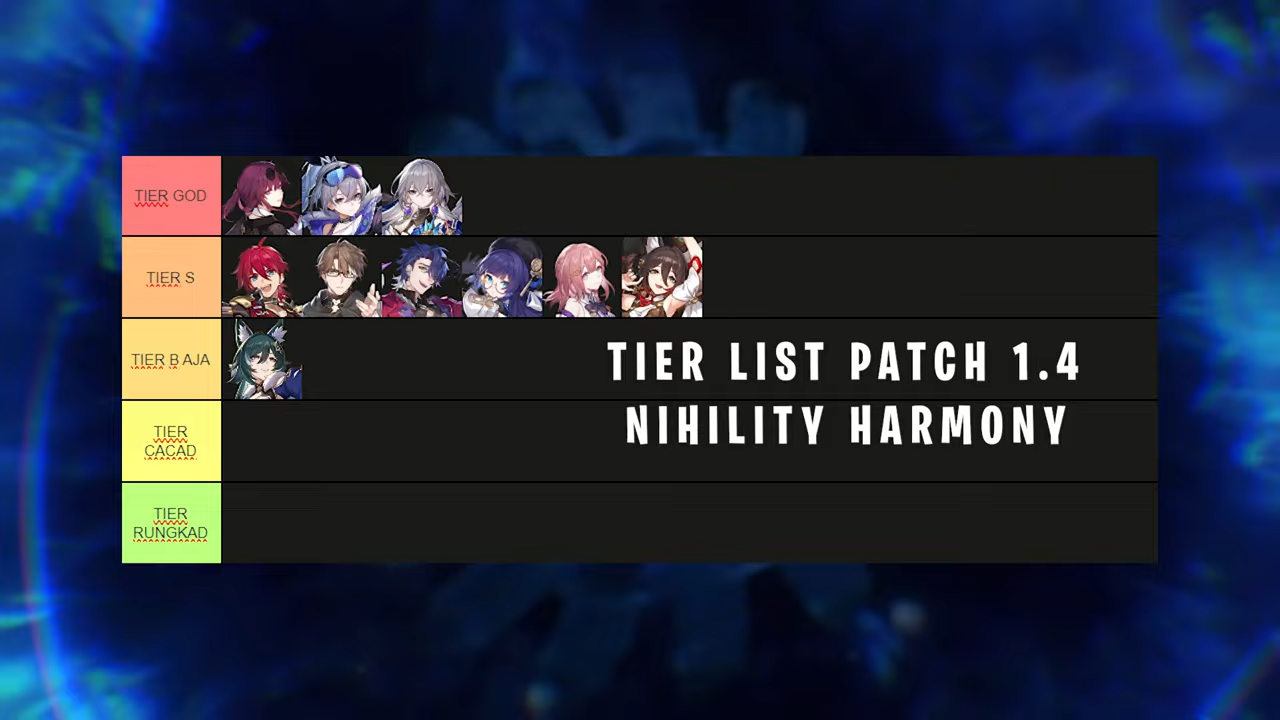 TIER GOD
TIER S
TIER B AJA
TIER LIST PATCH 1.4
NIHILITY HARMONY
TIER
CACAD
TIER
RUNGKAD